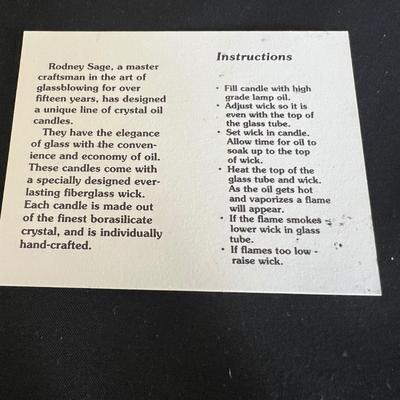 Rodney Sage, a master
craftsman in the art of
glassblowing for over
fifteen years, has designed
a unique line of crystal oil
candles.
They have the elegance
of glass with the conven-
ience and economy of oil.
These candles come with
a specially designed ever-
lasting fiberglass wick.
Each candle is made out
of the finest borasilicate
crystal, and is individually
hand-crafted.
Instructions
• Fill candle with high
grade lamp oil.
• Adjust wick so it is
even with the top of
the glass tube.
• Set wick in candle.
Allow time for oil to
soak up to the top
of wick.
• Heat the top of the
glass tube and wick.
As the oil gets hot
and vaporizes a flame
will appear.
• If the flame smokes -
lower wick in glass
tube.
• If flames too low -
raise wick.